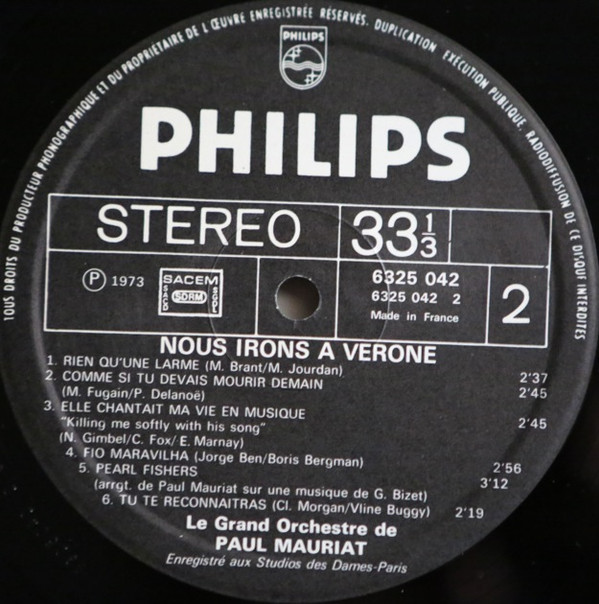 TOUS DROITS DU PRODUCTEUR PHONOGRAPHIQUE ET DU PROPRIETAIRE DE L'ŒUVRE ENREGISTRÉE RÉSERVÉS. DUPLICATION EXÉCUTION PUBLIQUE, RADIODIFFUSION DE CE DISQUE INTERDITES
PHILIPS
PHILIPS
STEREO 33 1/3
Ⓟ 1973 SACEM SACD SDRM SGDL 6325 042
6325 042 2
Made in France 2
NOUS IRONS A VERONE
1. RIEN QU'UNE LARME (M. Brant/M. Jourdan) 2'37
2. COMME SI TU DEVAIS MOURIR DEMAIN 2'45
(M. Fugain/P. Delanoë)
3. ELLE CHANTAIT MA VIE EN MUSIQUE
"Killing me softly with his song" 2'45
(N. Gimbel/C. Fox/E. Marnay)
4. FIO MARAVILHA (Jorge Ben/Boris Bergman) 2'56
5. PEARL FISHERS 3'12
(arrgt. de Paul Mauriat sur une musique de G. Bizet)
6. TU TE RECONNAITRAS (Cl. Morgan/Vline Buggy) 2'19
Le Grand Orchestre de
PAUL MAURIAT
Enregistré aux Studios des Dames-Paris